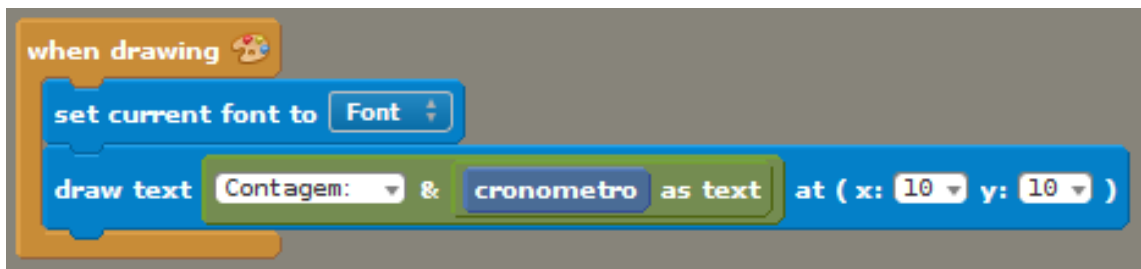 when drawing
set current font to Font
draw text Contagem: & cronometro as text at ( x: 10 y: 10 )